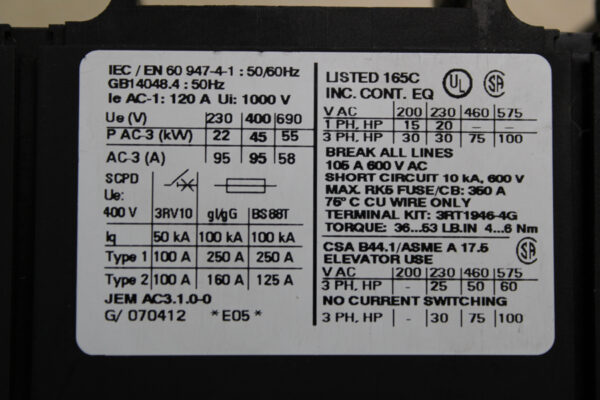 IEC / EN 60 947-4-1 : 50/60Hz
GB14048.4 : 50Hz
Ie AC-1: 120 A Ui: 1000 V
Ue (V) 230 400 690
P AC-3 (kW) 22 45 55
AC-3 (A) 95 95 58
SCPD
Ue:
400 V 3RV10 gl/gG BS88T
Iq 50 kA 100 kA 100 kA
Type 1 100 A 250 A 250 A
Type 2 100 A 160 A 125 A
JEM AC3.1.0-0
G/ 070412 *E05*
LISTED 165C UL SA
INC. CONT. EQ
V AC 200 230 460 575
1 PH, HP 15 20 – –
3 PH, HP 30 30 75 100
BREAK ALL LINES
105 A 600 V AC
SHORT CIRCUIT 10 kA, 600 V
MAX. RK5 FUSE/CB: 350 A
75° C CU WIRE ONLY
TERMINAL KIT: 3RT1946-4G
TORQUE: 36...53 LB.IN 4...6 Nm
CSA B44.1/ASME A 17.5 SA
ELEVATOR USE
V AC 200 230 460 575
3 PH, HP - 25 50 60
NO CURRENT SWITCHING
3 PH, HP - 30 75 100